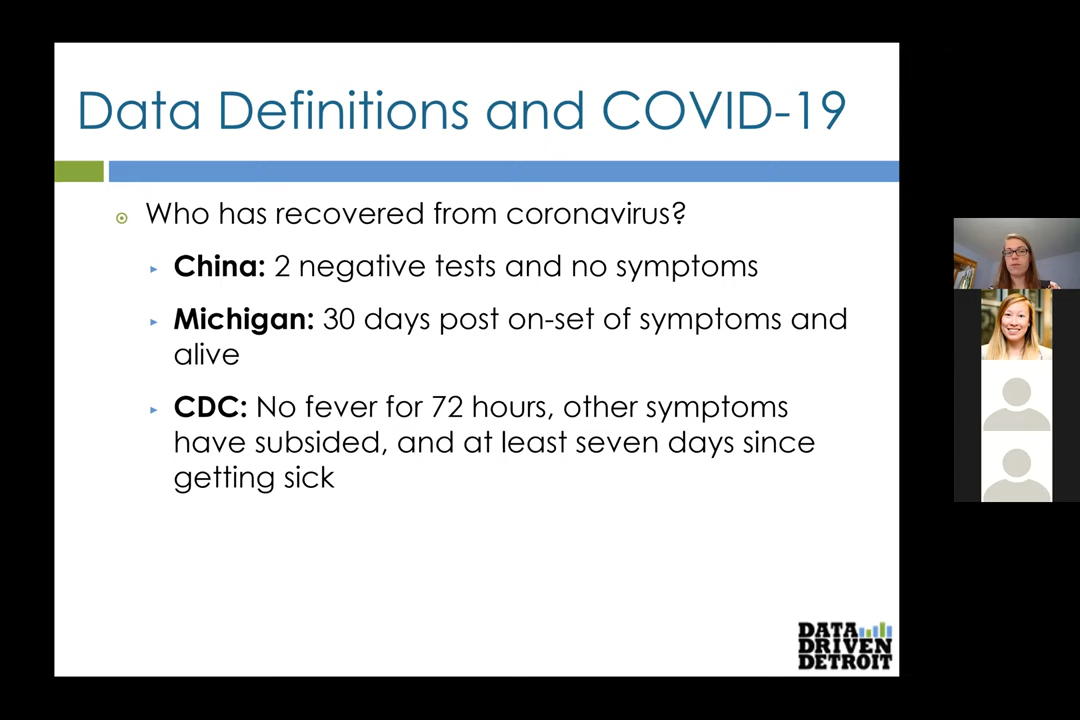 Data Definitions and COVID-19
Who has recovered from coronavirus?
China: 2 negative tests and no symptoms
Michigan: 30 days post on-set of symptoms and
alive
CDC: No fever for 72 hours, other symptoms
have subsided, and at least seven days since
getting sick
DATA
DRIVEN
DETROIT